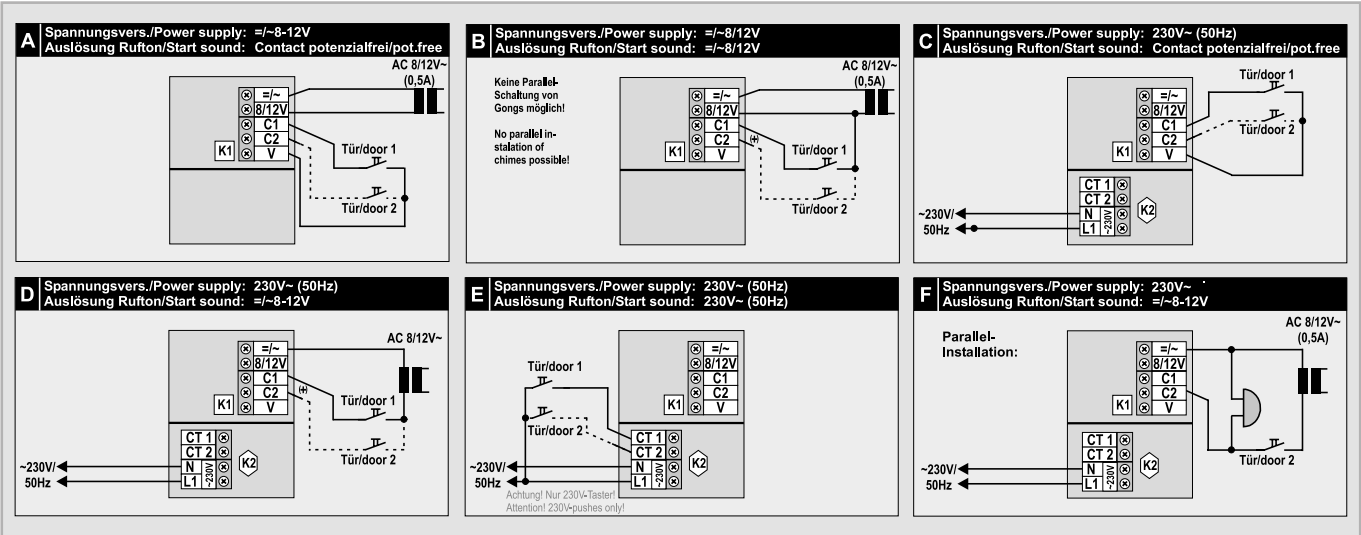 A
Spannungsvers./Power supply: =/~8-12V
Auslösung Rufton/Start sound: Contact potenzialfrei/pot.free
AC 8/12V~
(0,5A)
=/~
8/12V
C1
C2
V
K1
Tür/door 1
Tür/door 2
B
Spannungsvers./Power supply: =/~8/12V
Auslösung Rufton/Start sound: =/~8/12V
Keine Parallel-
Schaltung von
Gongs möglich!
No parallel in-
stalation of
chimes possible!
AC 8/12V~
(0,5A)
=/~
8/12V
C1
C2
V
(+)
K1
Tür/door 1
Tür/door 2
C
Spannungsvers./Power supply: 230V~ (50Hz)
Auslösung Rufton/Start sound: Contact potenzialfrei/pot.free
Tür/door 1
Tür/door 2
=/~
8/12V
C1
C2
V
K1
CT 1
CT 2
N
L1
~230V
K2
~230V/
50Hz
D
Spannungsvers./Power supply: 230V~ (50Hz)
Auslösung Rufton/Start sound: =/~8-12V
AC 8/12V~
=/~
8/12V
C1
C2
V
(+)
K1
Tür/door 1
Tür/door 2
CT 1
CT 2
N
L1
~230V
K2
~230V/
50Hz
E
Spannungsvers./Power supply: 230V~ (50Hz)
Auslösung Rufton/Start sound: 230V~ (50Hz)
Tür/door 1
Tür/door 2
=/~
8/12V
C1
C2
V
K1
CT 1
CT 2
N
L1
~230V
K2
~230V/
50Hz
Achtung! Nur 230V-Taster!
Attention! 230V-pushes only!
F
Spannungsvers./Power supply: 230V~
Auslösung Rufton/Start sound: =/~8-12V
Parallel-
Installation:
AC 8/12V~
(0,5A)
=/~
8/12V
C1
C2
V
K1
Tür/door 2
CT 1
CT 2
N
L1
~230V
K2
~230V/
50Hz